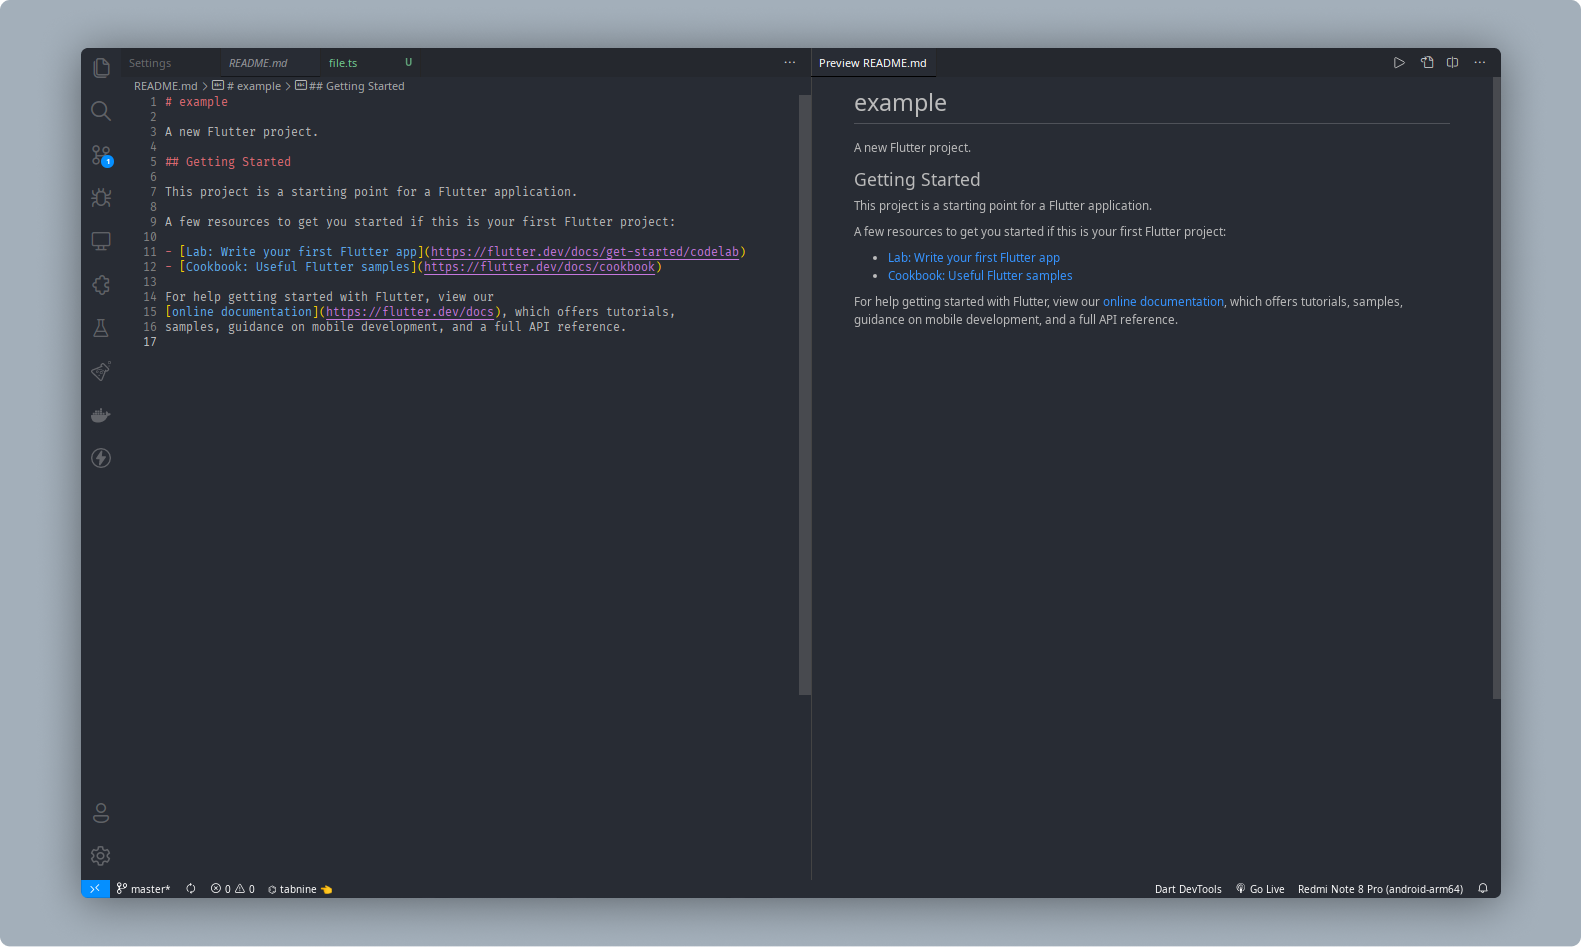 Settings
README.md
file.ts
U
README.md > # example > ## Getting Started
1 # example
2
3 A new Flutter project.
4
5 ## Getting Started
6
7 This project is a starting point for a Flutter application.
8
9 A few resources to get you started if this is your first Flutter project:
10
11 - [Lab: Write your first Flutter app](https://flutter.dev/docs/get-started/codelab)
12 - [Cookbook: Useful Flutter samples](https://flutter.dev/docs/cookbook)
13
14 For help getting started with Flutter, view our
15 [online documentation](https://flutter.dev/docs), which offers tutorials,
16 samples, guidance on mobile development, and a full API reference.
17
1
Preview README.md
example
A new Flutter project.
Getting Started
This project is a starting point for a Flutter application.
A few resources to get you started if this is your first Flutter project:
• Lab: Write your first Flutter app
• Cookbook: Useful Flutter samples
For help getting started with Flutter, view our online documentation, which offers tutorials, samples,
guidance on mobile development, and a full API reference.
master*
0
0
tabnine 👈
Dart DevTools
Go Live
Redmi Note 8 Pro (android-arm64)